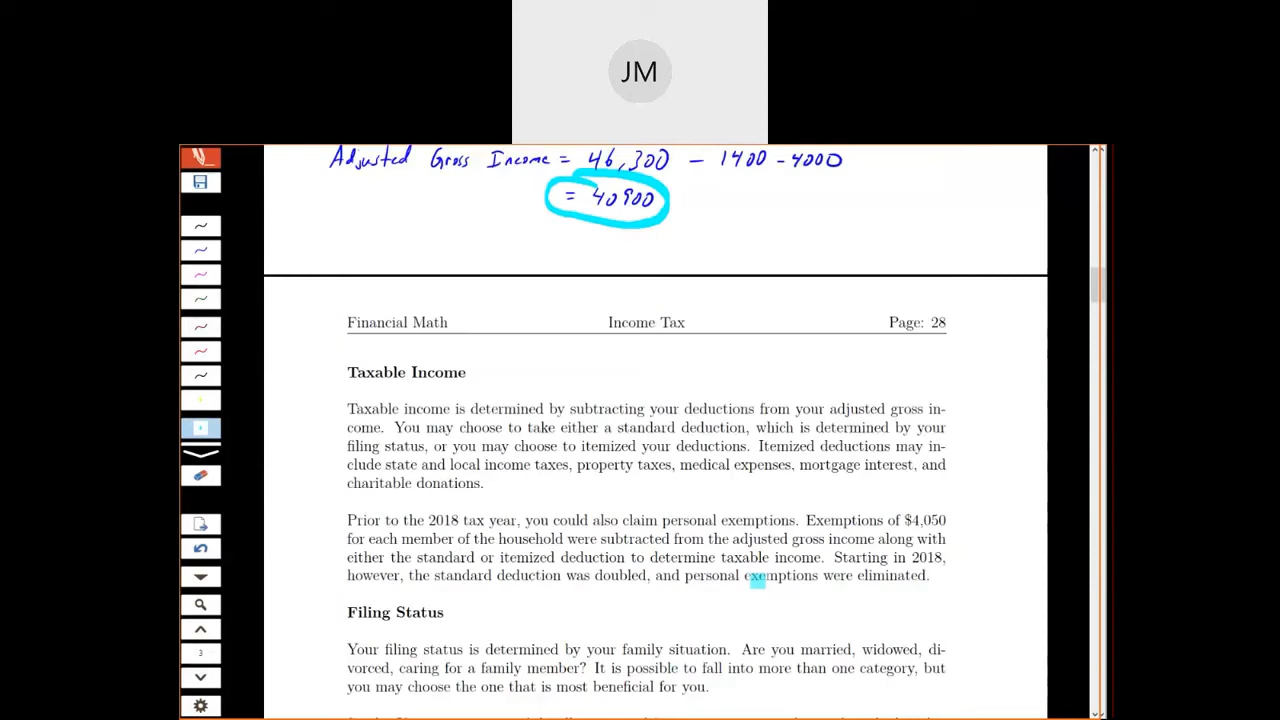 JM
Adjusted Gross Income = 46,300 - 1400 - 4000
= 40900
Financial Math Income Tax Page: 28
Taxable Income
Taxable income is determined by subtracting your deductions from your adjusted gross in-
come. You may choose to take either a standard deduction, which is determined by your
filing status, or you may choose to itemized your deductions. Itemized deductions may in-
clude state and local income taxes, property taxes, medical expenses, mortgage interest, and
charitable donations.
Prior to the 2018 tax year, you could also claim personal exemptions. Exemptions of $4,050
for each member of the household were subtracted from the adjusted gross income along with
either the standard or itemized deduction to determine taxable income. Starting in 2018,
however, the standard deduction was doubled, and personal exemptions were eliminated.
Filing Status
Your filing status is determined by your family situation. Are you married, widowed, di-
vorced, caring for a family member? It is possible to fall into more than one category, but
you may choose the one that is most beneficial for you.
3